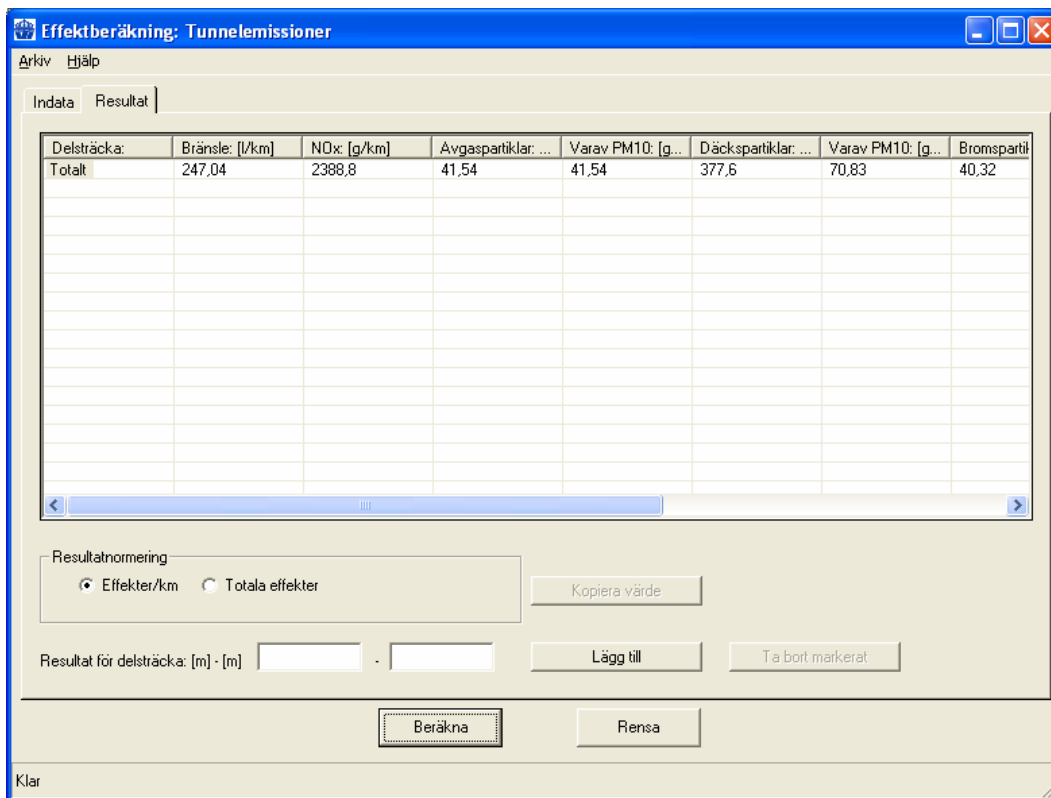 Effektberäkning: Tunnelemissioner
Arkiv Hjälp
Indata Resultat
Delsträcka: Bränsle: [l/km] NOx: [g/km] Avgaspartiklar: ... Varav PM10: [g... Däckspartiklar: ... Varav PM10: [g... Bromspartik
Totalt 247,04 2388,8 41,54 41,54 377,6 70,83 40,32
Resultatnormering
Effekter/km Totala effekter
Kopiera värde
Resultat för delsträcka: [m] - [m] - Lägg till Ta bort markerat
Beräkna Rensa
Klar